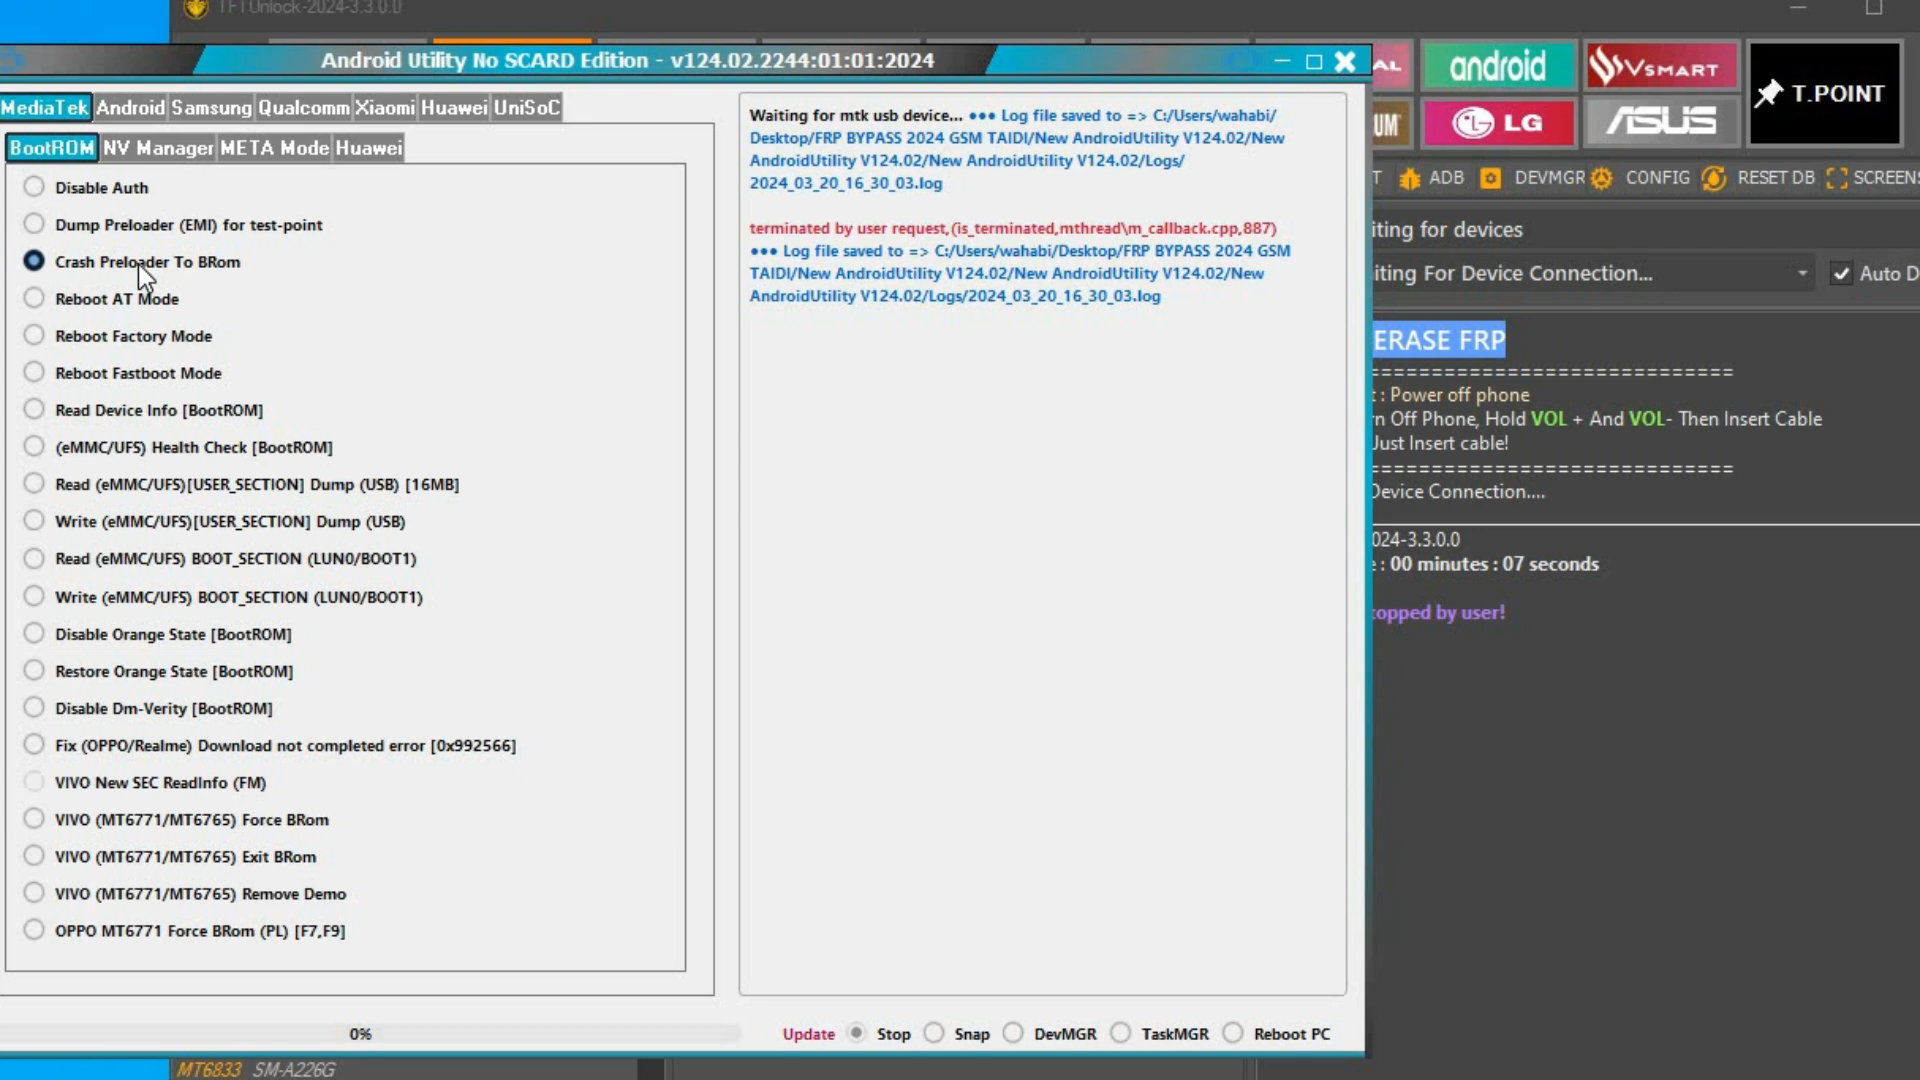 TFTUnlock-2024-3.3.0.0
Android Utility No SCARD Edition - v124.02.2244:01:01:2024
MediaTek Android Samsung Qualcomm Xiaomi Huawei UniSoC
BootROM NV Manager META Mode Huawei
Disable Auth
Dump Preloader (EMI) for test-point
Crash Preloader To BRom
Reboot AT Mode
Reboot Factory Mode
Reboot Fastboot Mode
Read Device Info [BootROM]
(eMMC/UFS) Health Check [BootROM]
Read (eMMC/UFS)[USER_SECTION] Dump (USB) [16MB]
Write (eMMC/UFS)[USER_SECTION] Dump (USB)
Read (eMMC/UFS) BOOT_SECTION (LUN0/BOOT1)
Write (eMMC/UFS) BOOT_SECTION (LUN0/BOOT1)
Disable Orange State [BootROM]
Restore Orange State [BootROM]
Disable Dm-Verity [BootROM]
Fix (OPPO/Realme) Download not completed error [0x992566]
VIVO New SEC ReadInfo (FM)
VIVO (MT6771/MT6765) Force BRom
VIVO (MT6771/MT6765) Exit BRom
VIVO (MT6771/MT6765) Remove Demo
OPPO MT6771 Force BRom (PL) [F7,F9]
Waiting for mtk usb device... ••• Log file saved to => C:/Users/wahabi/
Desktop/FRP BYPASS 2024 GSM TAIDI/New AndroidUtility V124.02/New
AndroidUtility V124.02/New AndroidUtility V124.02/Logs/
2024_03_20_16_30_03.log
terminated by user request,(is_terminated,mthread\m_callback.cpp,887)
••• Log file saved to => C:/Users/wahabi/Desktop/FRP BYPASS 2024 GSM
TAIDI/New AndroidUtility V124.02/New AndroidUtility V124.02/New
AndroidUtility V124.02/Logs/2024_03_20_16_30_03.log
0%
Update Stop Snap DevMGR TaskMGR Reboot PC
MT6833 SM-A226G
AL android VSMART
UM LG ASUS
T.POINT
T ADB DEVMGR CONFIG RESET DB SCREENS
iting for devices
iting For Device Connection... Auto D
ERASE FRP
==============================
t : Power off phone
rn Off Phone, Hold VOL + And VOL- Then Insert Cable
Just Insert cable!
==============================
Device Connection....
024-3.3.0.0
e : 00 minutes : 07 seconds
topped by user!